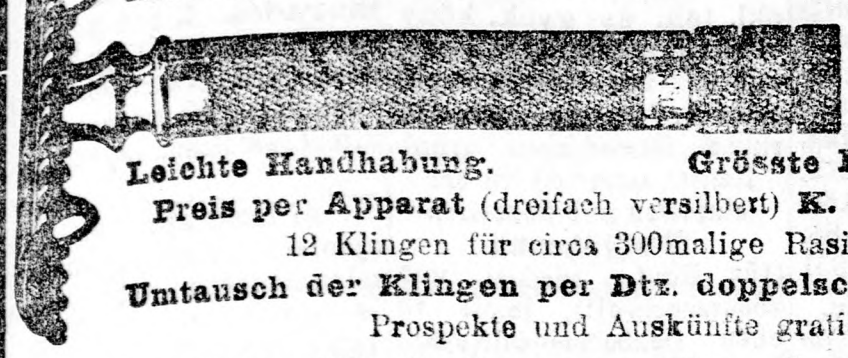 Leichte Handhabung. Grösste
Preis per Apparat (dreifach versilbert) K.
12 Klingen für circa 300malige Rasi
Umtausch der Klingen per Dtz. doppelsc
Prospekte und Auskünfte grati